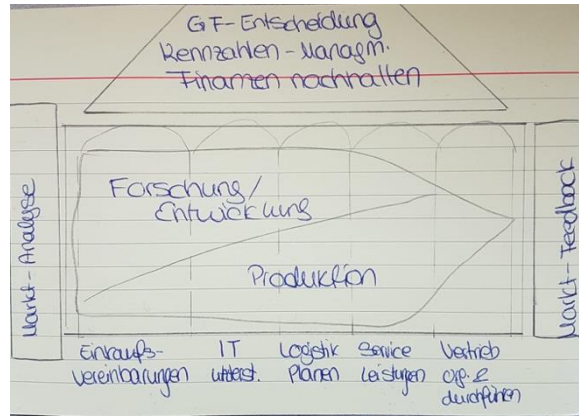 GF-Entscheidung
Kennzahlen-Managm.
Finanzen nachhalten
Markt-Analyse
Forschung/
Entwicklung
Produktion
Markt-Feedback
Einkaufs-
vereinbarungen
IT
unterst.
Logistik
Planen
Service
Leistungen
Vertrieb
org. &
durchführen